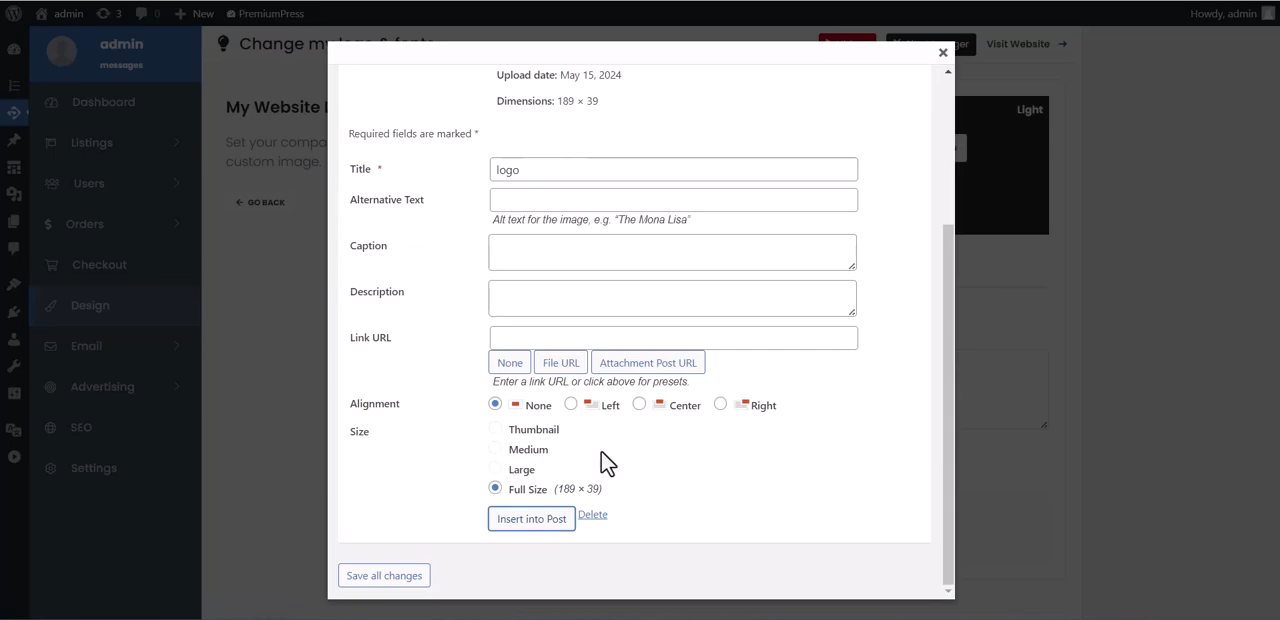 admin
3
0
New
PremiumPress
Howdy, admin
admin
messages
Change my logo & fonts
Visit Website →
Dashboard
Listings
Users
Orders
Checkout
Design
Email
Advertising
SEO
Settings
My Website
Set your compa
custom image.
← GO BACK
Light
Upload date: May 15, 2024
Dimensions: 189 × 39
Required fields are marked *
Title *
logo
Alternative Text
Alt text for the image, e.g. “The Mona Lisa”
Caption
Description
Link URL
None
File URL
Attachment Post URL
Enter a link URL or click above for presets.
Alignment
None
Left
Center
Right
Size
Thumbnail
Medium
Large
Full Size (189 × 39)
Insert into Post
Delete
Save all changes